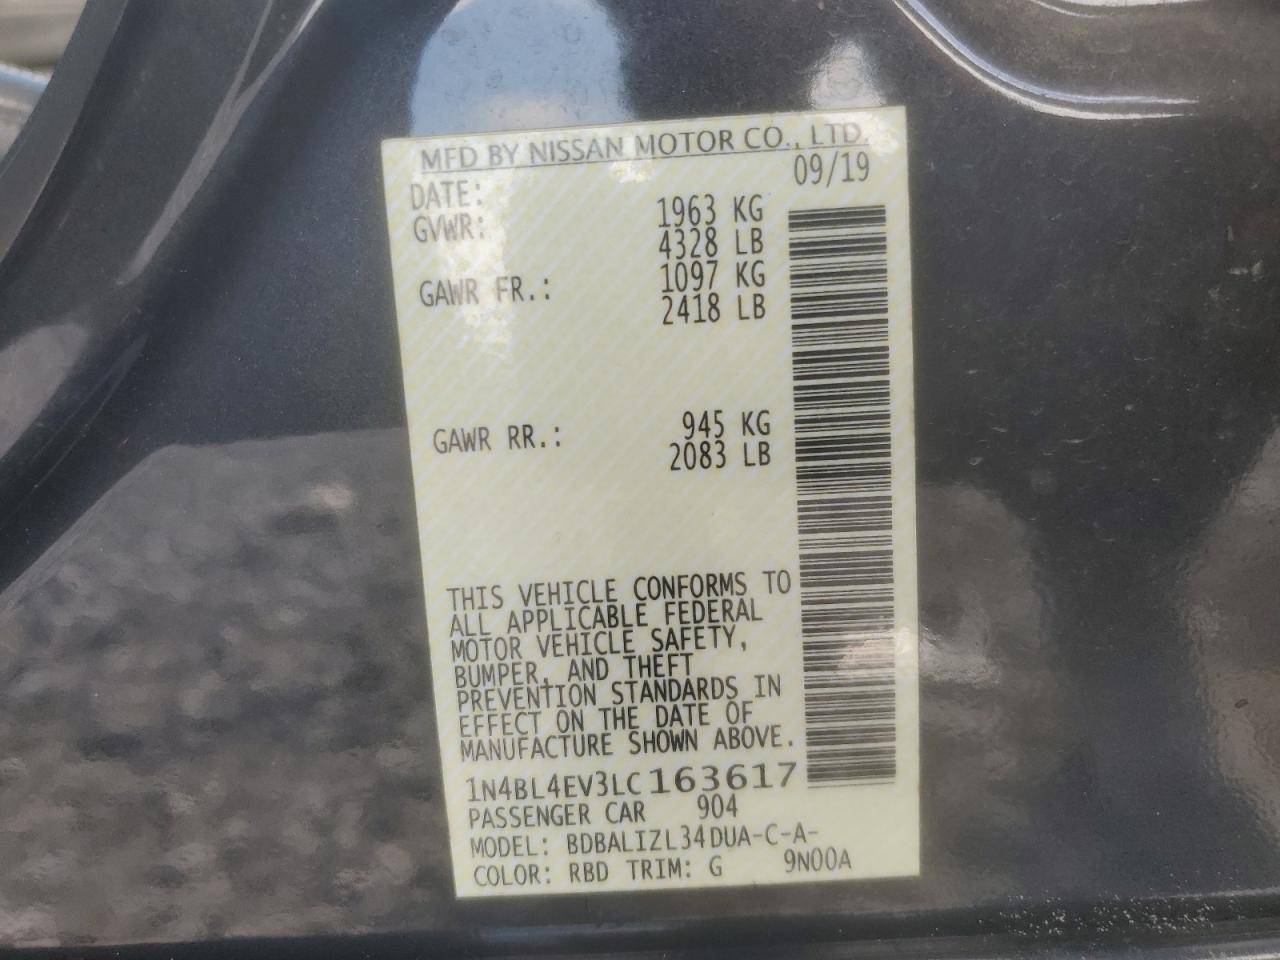 MFD BY NISSAN MOTOR CO., LTD.
DATE: 09/19
GVWR: 1963 KG
4328 LB
GAWR FR.: 1097 KG
2418 LB
GAWR RR.: 945 KG
2083 LB
THIS VEHICLE CONFORMS TO
ALL APPLICABLE FEDERAL
MOTOR VEHICLE SAFETY,
BUMPER, AND THEFT
PREVENTION STANDARDS IN
EFFECT ON THE DATE OF
MANUFACTURE SHOWN ABOVE.
1N4BL4EV3LC163617
PASSENGER CAR 904
MODEL: BDBALIZL34DUA-C-A-
COLOR: RBD TRIM: G 9N00A